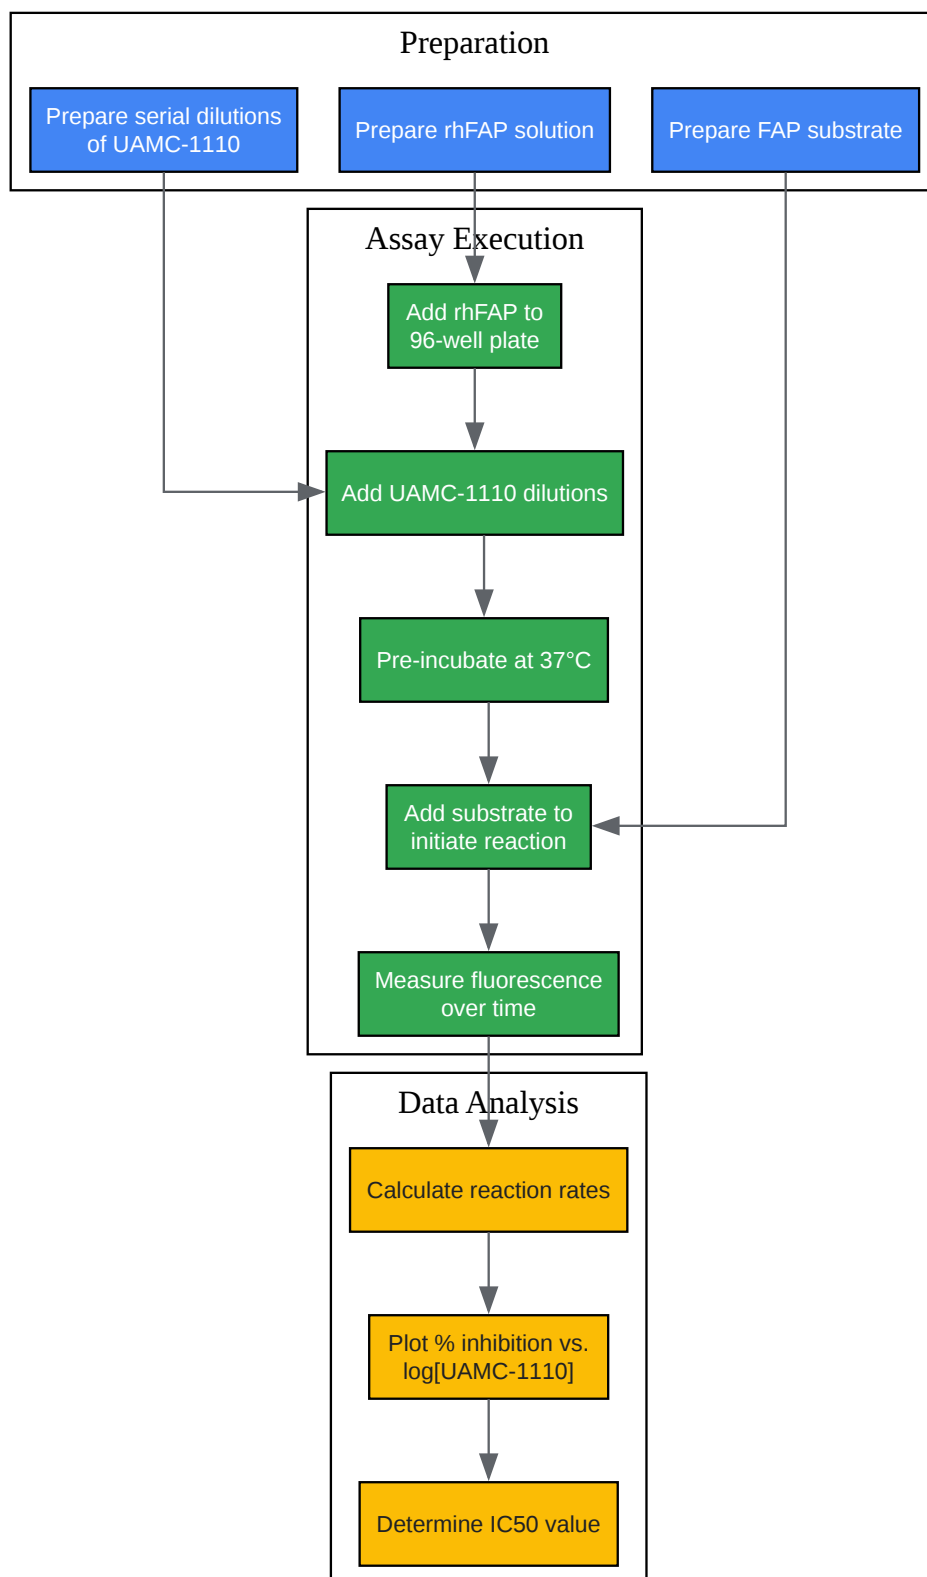 Preparation
Prepare serial dilutions
of UAMC-1110
Prepare rhFAP solution
Prepare FAP substrate
Assay Execution
Add rhFAP to
96-well plate
Add UAMC-1110 dilutions
Pre-incubate at 37°C
Add substrate to
initiate reaction
Measure fluorescence
over time
Data Analysis
Calculate reaction rates
Plot % inhibition vs.
log[UAMC-1110]
Determine IC50 value